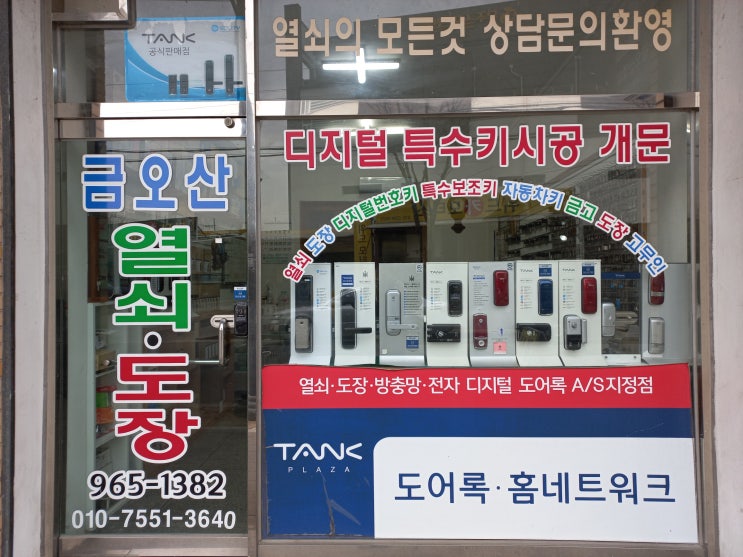 TANK
공식판매점
열쇠의 모든것 상담문의환영
디지털 특수키시공 개문
열쇠 도장 디지털번호키 특수보조키 자동차키 금고 도장 고무인
금오산
열쇠·도장
965-1382
010-7551-3640
열쇠·도장·방충망·전자 디지털 도어록 A/S지정점
TANK
PLAZA
도어록·홈네트워크